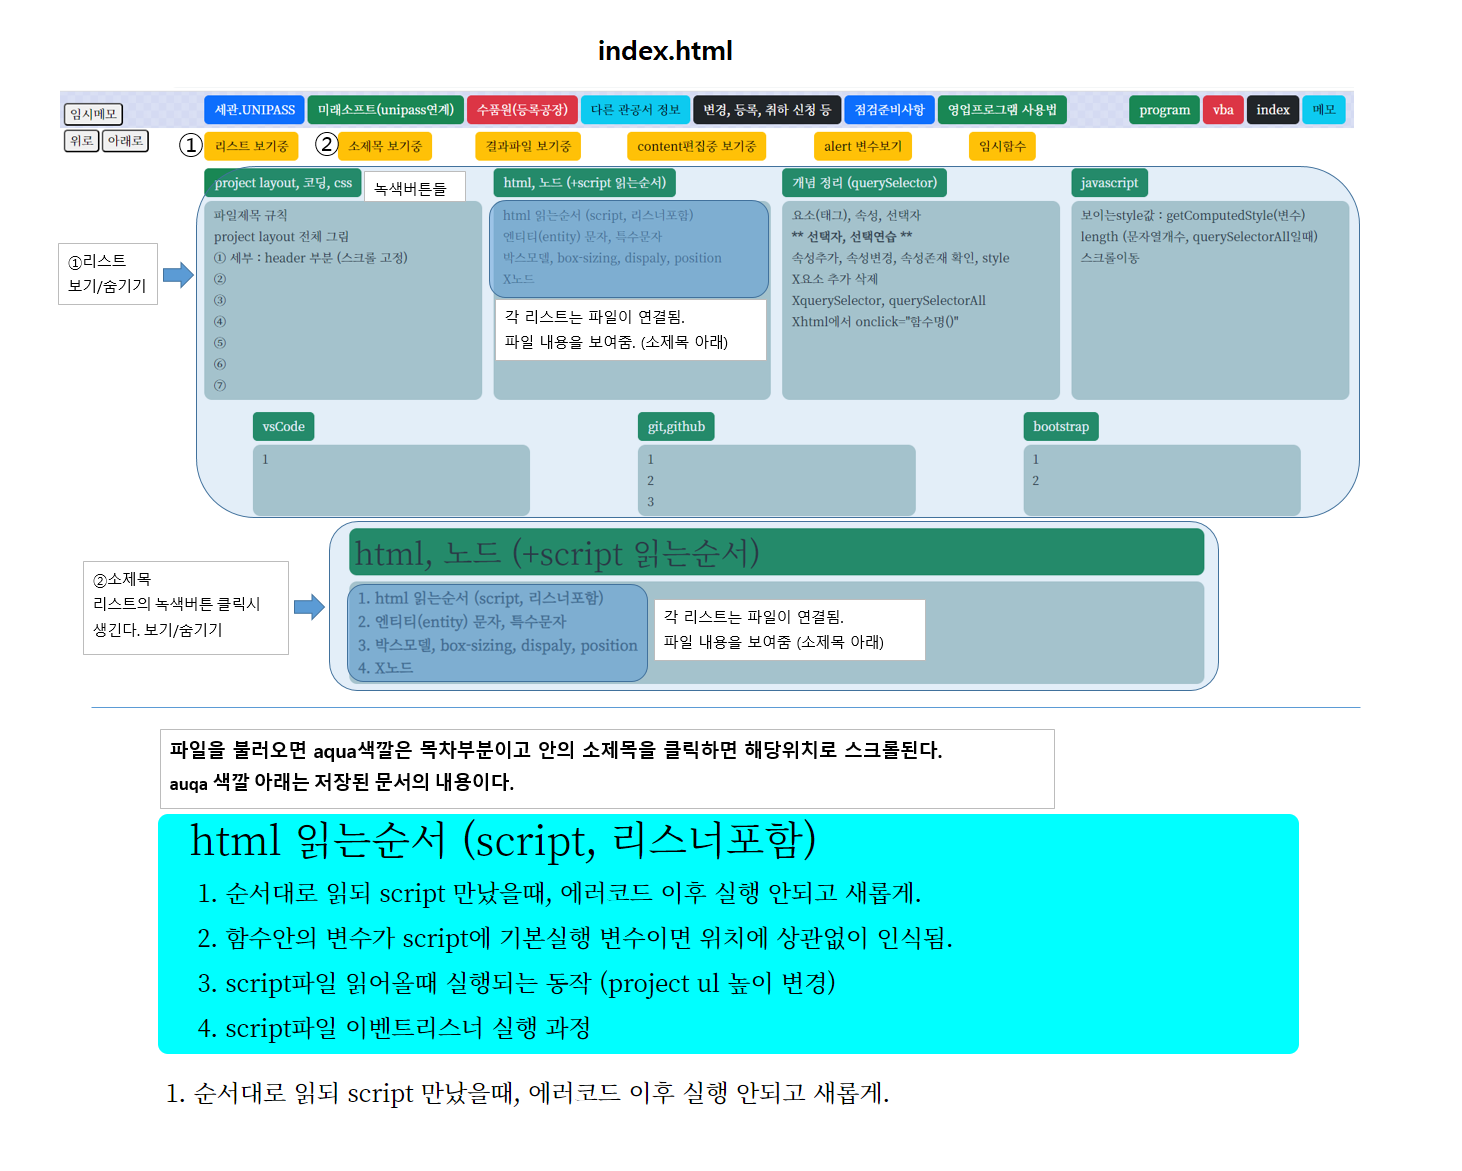 index.html
임시메모
세관.UNIPASS 미래소프트(unipass연계) 수품원(등록공장) 다른 관공서 정보 변경, 등록, 취하 신청 등 점검준비사항 영업프로그램 사용법 program vba index 메모
위로 아래로
① 리스트 보기중 ② 소제목 보기중 결과파일 보기중 content편집중 보기중 alert 변수보기 임시함수
project layout, 코딩, css
녹색버튼들
파일제목 규칙
project layout 전체 그림
① 세부 : header 부분 (스크롤 고정)
②
③
④
⑤
⑥
⑦
html, 노드 (+script 읽는순서)
html 읽는순서 (script, 리스너포함)
엔티티(entity) 문자, 특수문자
박스모델, box-sizing, dispaly, position
X노드
각 리스트는 파일이 연결됨.
파일 내용을 보여줌. (소제목 아래)
개념 정리 (querySelector)
요소(태그), 속성, 선택자
** 선택자, 선택연습 **
속성추가, 속성변경, 속성존재 확인, style
X요소 추가 삭제
XquerySelector, querySelectorAll
Xhtml에서 onclick="함수명()"
javascript
보이는style값 : getComputedStyle(변수)
length (문자열개수, querySelectorAll일때)
스크롤이동
①리스트
보기/숨기기
vsCode
1
git,github
1
2
3
bootstrap
1
2
html, 노드 (+script 읽는순서)
1. html 읽는순서 (script, 리스너포함)
2. 엔티티(entity) 문자, 특수문자
3. 박스모델, box-sizing, dispaly, position
4. X노드
각 리스트는 파일이 연결됨.
파일 내용을 보여줌 (소제목 아래)
②소제목
리스트의 녹색버튼 클릭시
생긴다. 보기/숨기기
파일을 불러오면 aqua색깔은 목차부분이고 안의 소제목을 클릭하면 해당위치로 스크롤된다.
auqa 색깔 아래는 저장된 문서의 내용이다.
html 읽는순서 (script, 리스너포함)
1. 순서대로 읽되 script 만났을때, 에러코드 이후 실행 안되고 새롭게.
2. 함수안의 변수가 script에 기본실행 변수이면 위치에 상관없이 인식됨.
3. script파일 읽어올때 실행되는 동작 (project ul 높이 변경)
4. script파일 이벤트리스너 실행 과정
1. 순서대로 읽되 script 만났을때, 에러코드 이후 실행 안되고 새롭게.